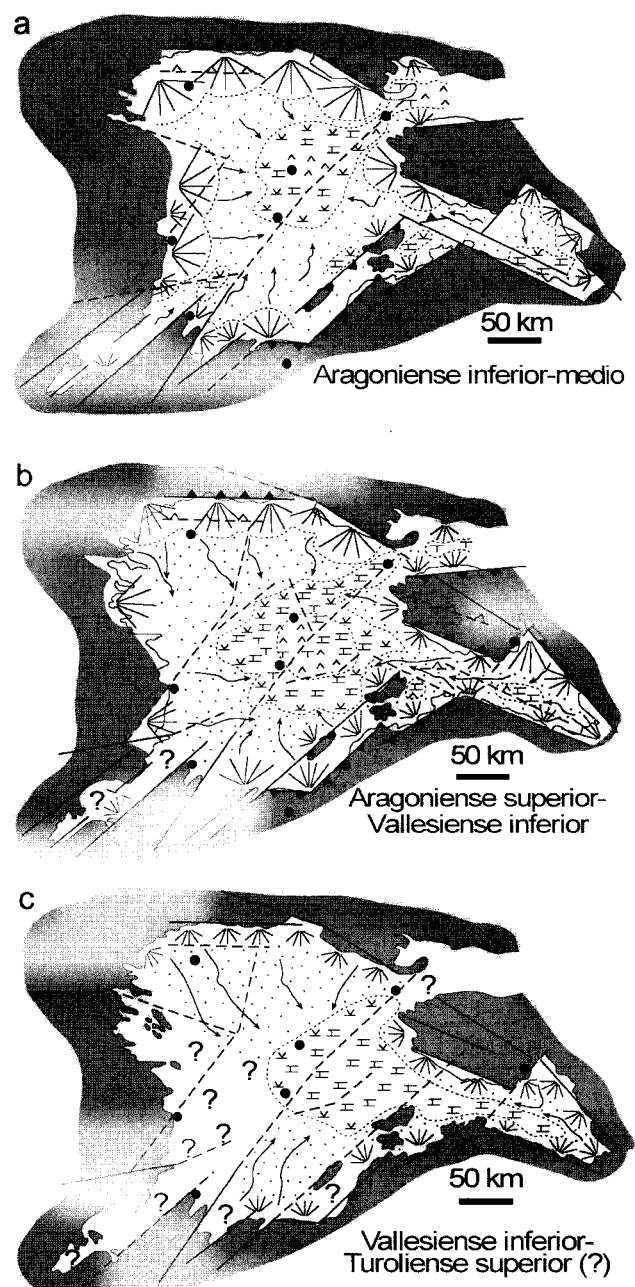 a
50 km
Aragoniense inferior-medio
b
?
?
50 km
Aragoniense superior-
Vallesiense inferior
c
?
?
?
?
?
?
?
?
?
?
50 km
Vallesiense inferior-
Turoliense superior (?)